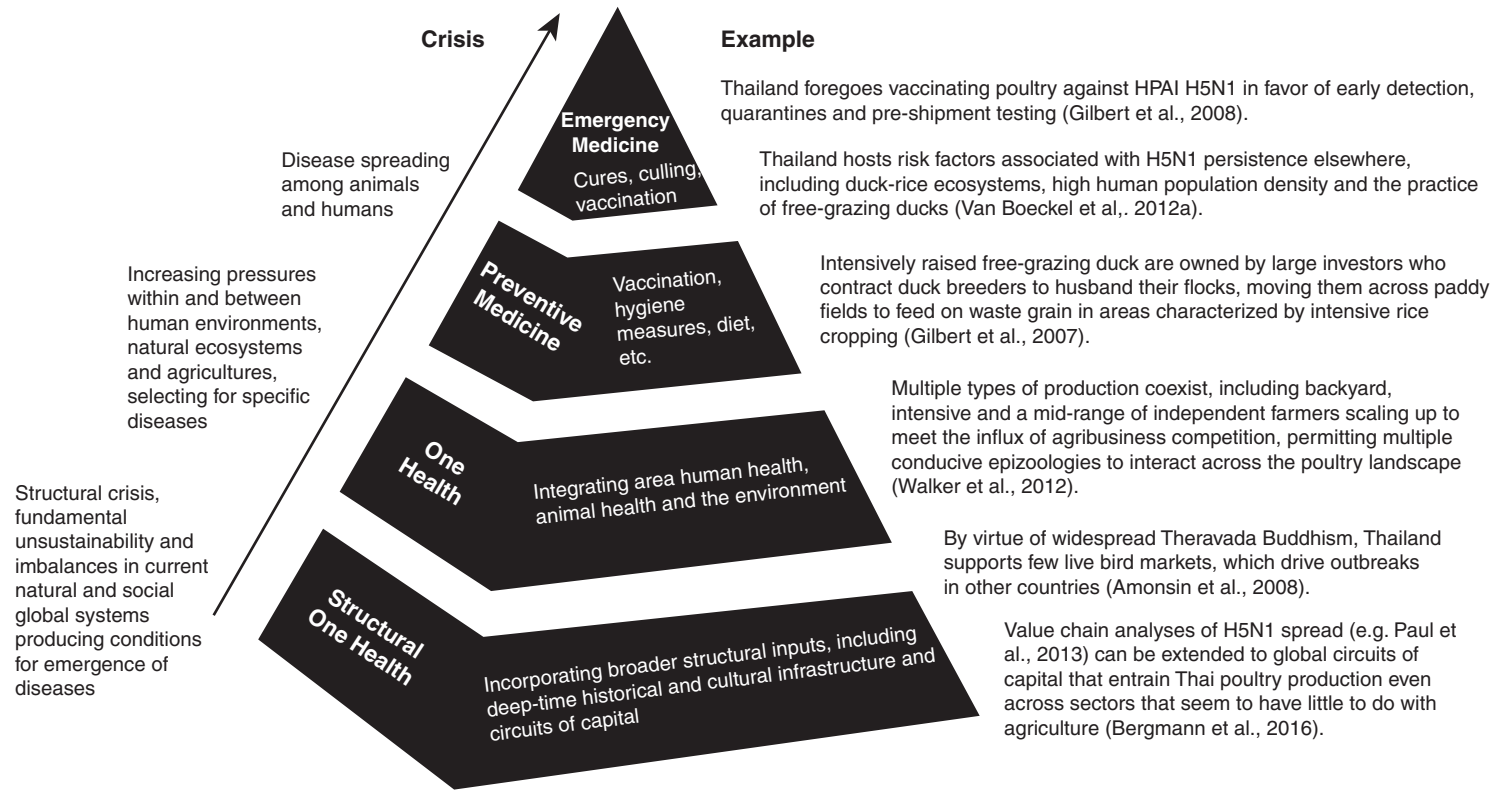 Crisis
Example
Disease spreading
among animals
and humans
Increasing pressures
within and between
human environments,
natural ecosystems
and agricultures,
selecting for specific
diseases
Structural crisis,
fundamental
unsustainability and
imbalances in current
natural and social
global systems
producing conditions
for emergence of
diseases
Emergency
Medicine
Cures, culling,
vaccination
Preventive
Medicine
Vaccination,
hygiene
measures, diet,
etc.
One
Health
Integrating area human health,
animal health and the environment
Structural
One Health
Incorporating broader structural inputs, including
deep-time historical and cultural infrastructure and
circuits of capital
Thailand foregoes vaccinating poultry against HPAI H5N1 in favor of early detection,
quarantines and pre-shipment testing (Gilbert et al., 2008).
Thailand hosts risk factors associated with H5N1 persistence elsewhere,
including duck-rice ecosystems, high human population density and the practice
of free-grazing ducks (Van Boeckel et al,. 2012a).
Intensively raised free-grazing duck are owned by large investors who
contract duck breeders to husband their flocks, moving them across paddy
fields to feed on waste grain in areas characterized by intensive rice
cropping (Gilbert et al., 2007).
Multiple types of production coexist, including backyard,
intensive and a mid-range of independent farmers scaling up to
meet the influx of agribusiness competition, permitting multiple
conducive epizoologies to interact across the poultry landscape
(Walker et al., 2012).
By virtue of widespread Theravada Buddhism, Thailand
supports few live bird markets, which drive outbreaks
in other countries (Amonsin et al., 2008).
Value chain analyses of H5N1 spread (e.g. Paul et
al., 2013) can be extended to global circuits of
capital that entrain Thai poultry production even
across sectors that seem to have little to do with
agriculture (Bergmann et al., 2016).